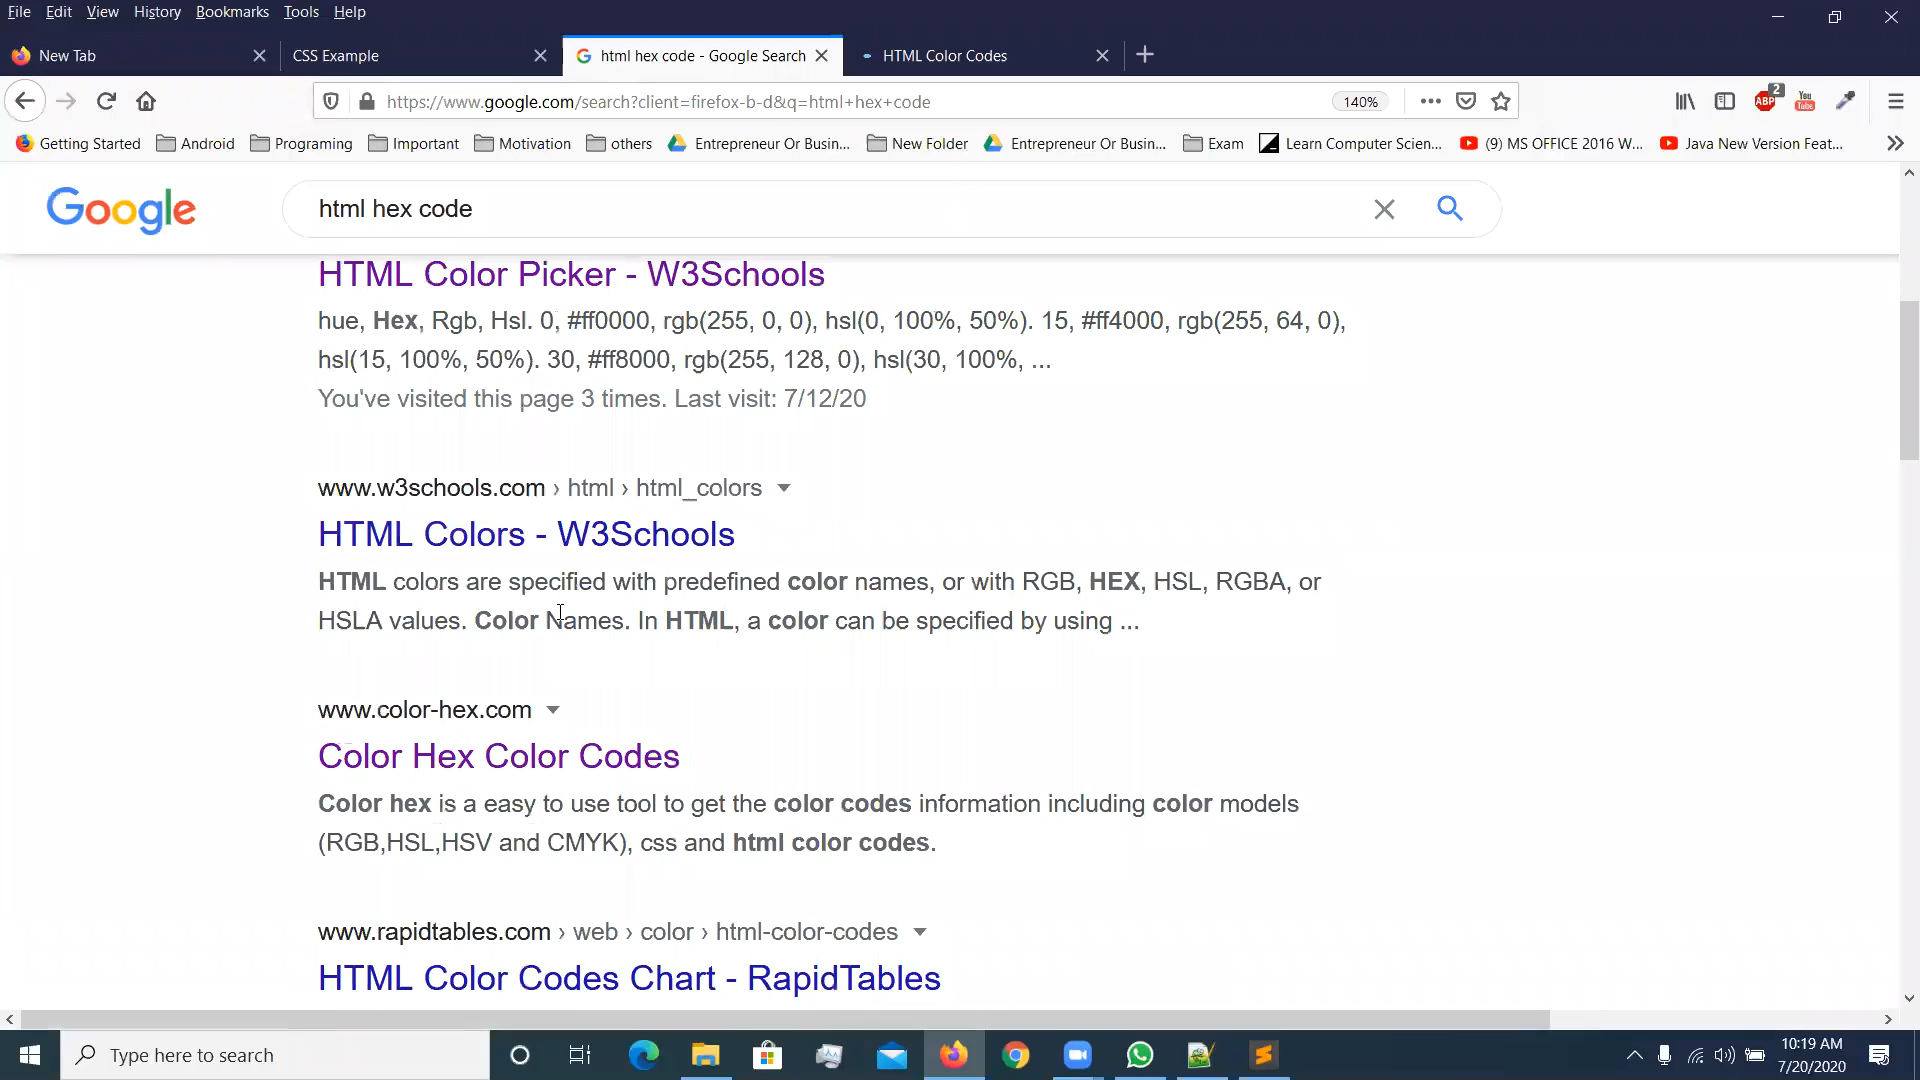 File Edit View History Bookmarks Tools Help
New Tab CSS Example html hex code - Google Search HTML Color Codes
https://www.google.com/search?client=firefox-b-d&q=html+hex+code 140% ABP 2 You Tube
Getting Started Android Programing Important Motivation others Entrepreneur Or Busin... New Folder Entrepreneur Or Busin... Exam Learn Computer Scien... (9) MS OFFICE 2016 W... Java New Version Feat...
Google html hex code
HTML Color Picker - W3Schools
hue, Hex, Rgb, Hsl. 0, #ff0000, rgb(255, 0, 0), hsl(0, 100%, 50%). 15, #ff4000, rgb(255, 64, 0),
hsl(15, 100%, 50%). 30, #ff8000, rgb(255, 128, 0), hsl(30, 100%, ...
You've visited this page 3 times. Last visit: 7/12/20
www.w3schools.com › html › html_colors
HTML Colors - W3Schools
HTML colors are specified with predefined color names, or with RGB, HEX, HSL, RGBA, or
HSLA values. Color Names. In HTML, a color can be specified by using ...
www.color-hex.com
Color Hex Color Codes
Color hex is a easy to use tool to get the color codes information including color models
(RGB,HSL,HSV and CMYK), css and html color codes.
www.rapidtables.com › web › color › html-color-codes
HTML Color Codes Chart - RapidTables
Type here to search 10:19 AM
7/20/2020